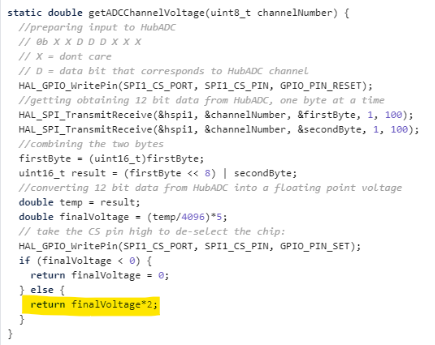 static double getADCChannelVoltage(uint8_t channelNumber) {
//preparing input to HubADC
// 0b X X D D D X X X
// X = dont care
// D = data bit that corresponds to HubADC channel
HAL_GPIO_WritePin(SPI1_CS_PORT, SPI1_CS_PIN, GPIO_PIN_RESET);
//getting obtaining 12 bit data from HubADC, one byte at a time
HAL_SPI_TransmitReceive(&hspi1, &channelNumber, &firstByte, 1, 100);
HAL_SPI_TransmitReceive(&hspi1, &channelNumber, &secondByte, 1, 100);
//combining the two bytes
firstByte = (uint16_t)firstByte;
uint16_t result = (firstByte << 8) | secondByte;
//converting 12 bit data from HubADC into a floating point voltage
double temp = result;
double finalVoltage = (temp/4096)*5;
// take the CS pin high to de-select the chip:
HAL_GPIO_WritePin(SPI1_CS_PORT, SPI1_CS_PIN, GPIO_PIN_SET);
if (finalVoltage < 0) {
return finalVoltage = 0;
} else {
return finalVoltage*2;
}
}